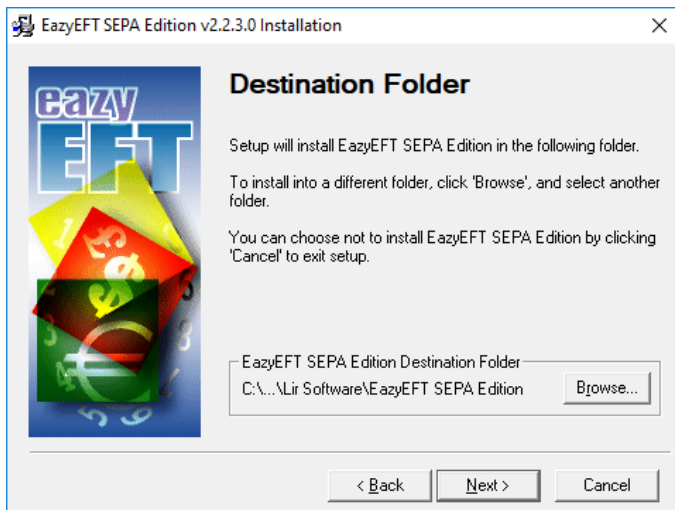 EazyEFT SEPA Edition v2.2.3.0 Installation
eazy
EFT
£
$
€
Destination Folder
Setup will install EazyEFT SEPA Edition in the following folder.
To install into a different folder, click 'Browse', and select another
folder.
You can choose not to install EazyEFT SEPA Edition by clicking
'Cancel' to exit setup.
EazyEFT SEPA Edition Destination Folder
C:\...\Lir Software\EazyEFT SEPA Edition
Browse...
< Back
Next >
Cancel